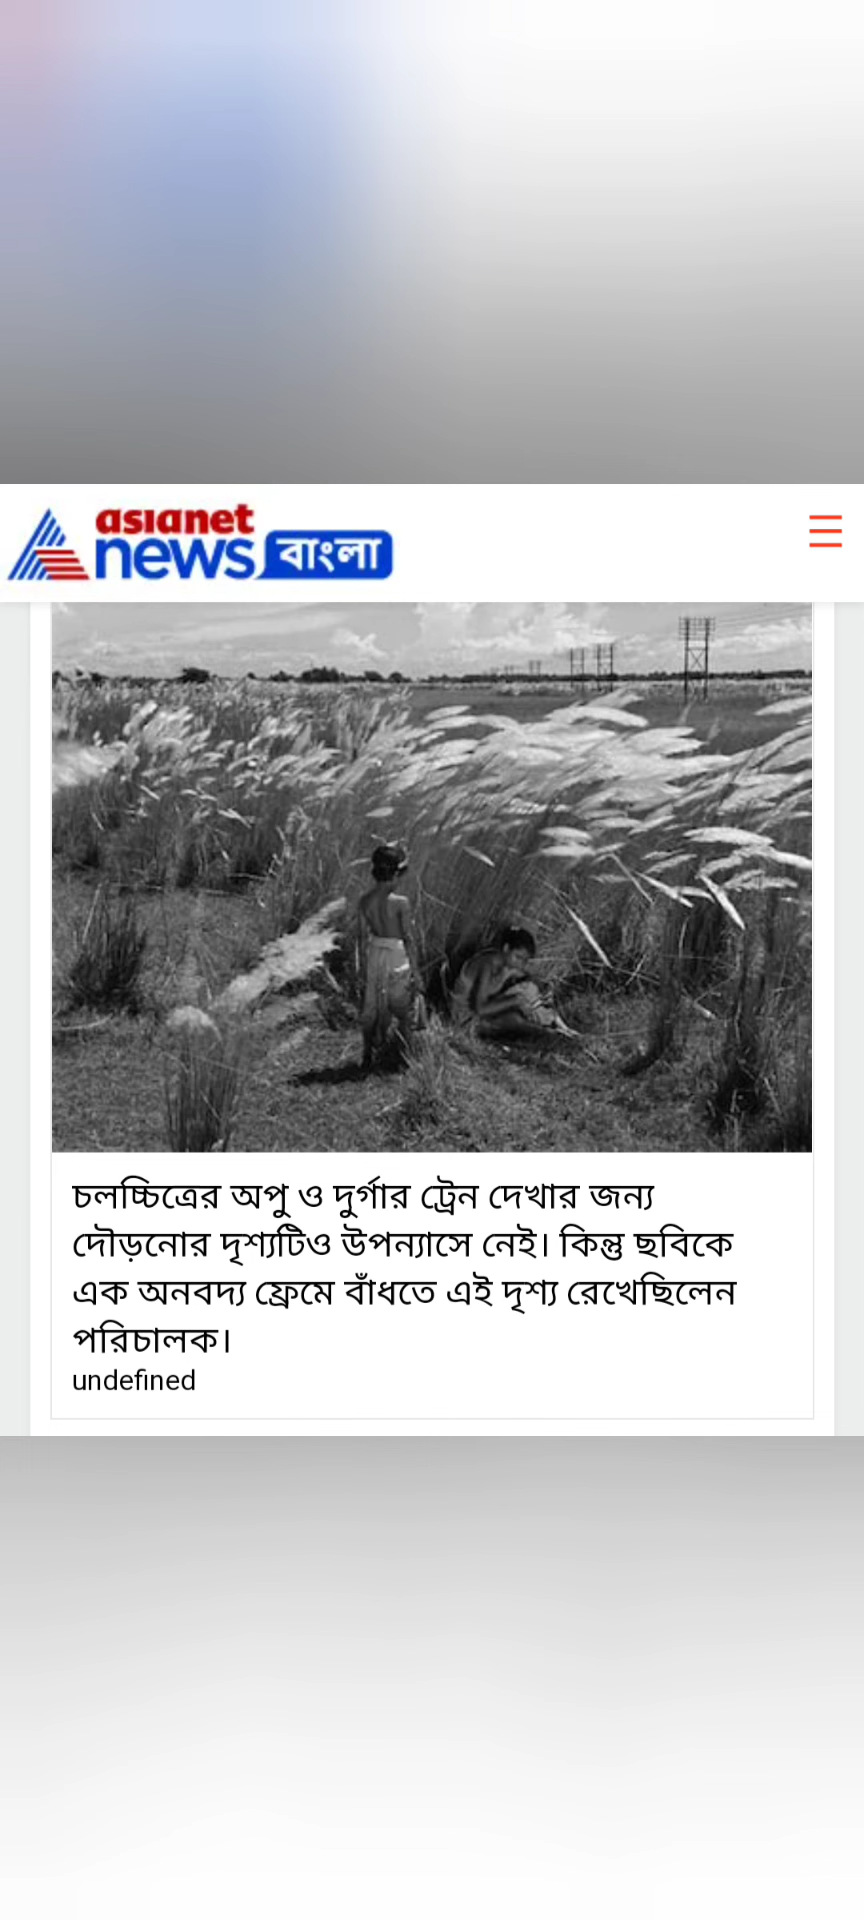 asianet
news বাংলা
চলচ্চিত্রের অপু ও দুর্গার ট্রেন দেখার জন্য
দৌড়নোর দৃশ্যটিও উপন্যাসে নেই। কিন্তু ছবিকে
এক অনবদ্য ফ্রেমে বাঁধতে এই দৃশ্য রেখেছিলেন
পরিচালক।
undefined